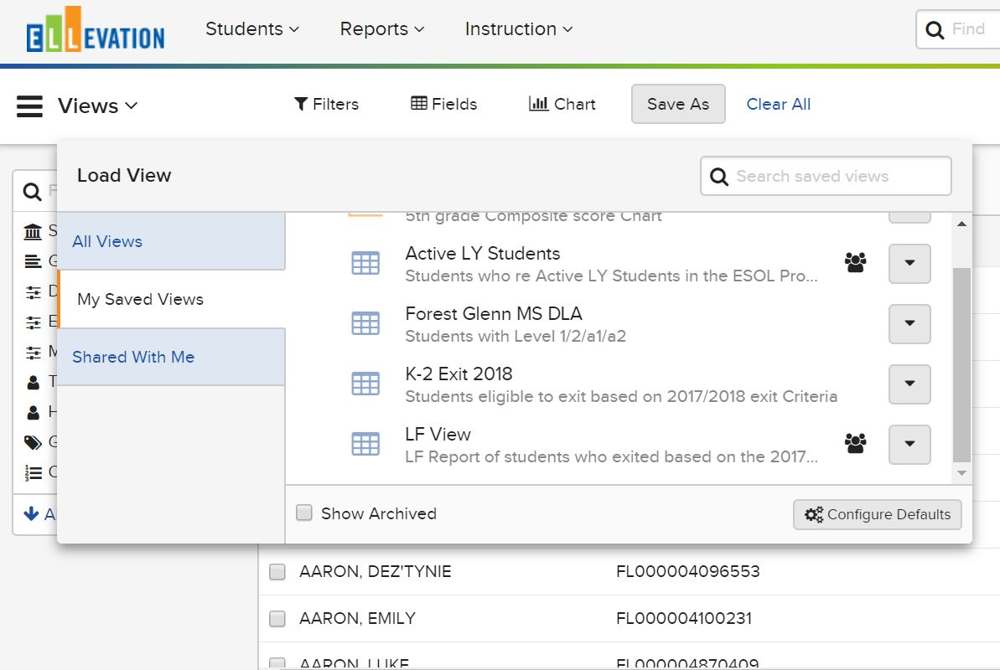 ELLEVATION
Students Reports Instruction Find
Views Filters Fields Chart Save As Clear All
Load View Search saved views
All Views
My Saved Views
Shared With Me
5th grade Composite score Chart
Active LY Students
Students who re Active LY Students in the ESOL Pro...
Forest Glenn MS DLA
Students with Level 1/2/a1/a2
K-2 Exit 2018
Students eligible to exit based on 2017/2018 exit Criteria
LF View
LF Report of students who exited based on the 2017...
Show Archived Configure Defaults
F
S
G
D
E
M
T
H
G
C
A
AARON, DEZ'TYNIE FL000004096553
AARON, EMILY FL000004100231
AARON, LUKE FL000004870409